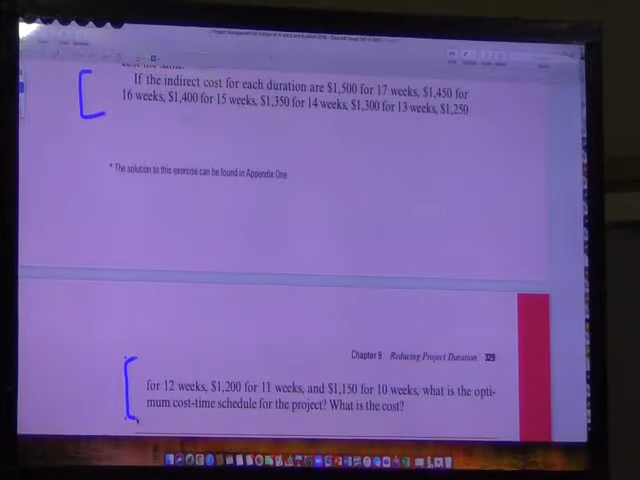 cost the same.
If the indirect cost for each duration are $1,500 for 17 weeks, $1,450 for
16 weeks, $1,400 for 15 weeks, $1,350 for 14 weeks, $1,300 for 13 weeks, $1,250
* The solution to this exercise can be found in Appendix One.
Chapter 9 Reducing Project Duration 329
for 12 weeks, $1,200 for 11 weeks, and $1,150 for 10 weeks, what is the opti-
mum cost-time schedule for the project? What is the cost?